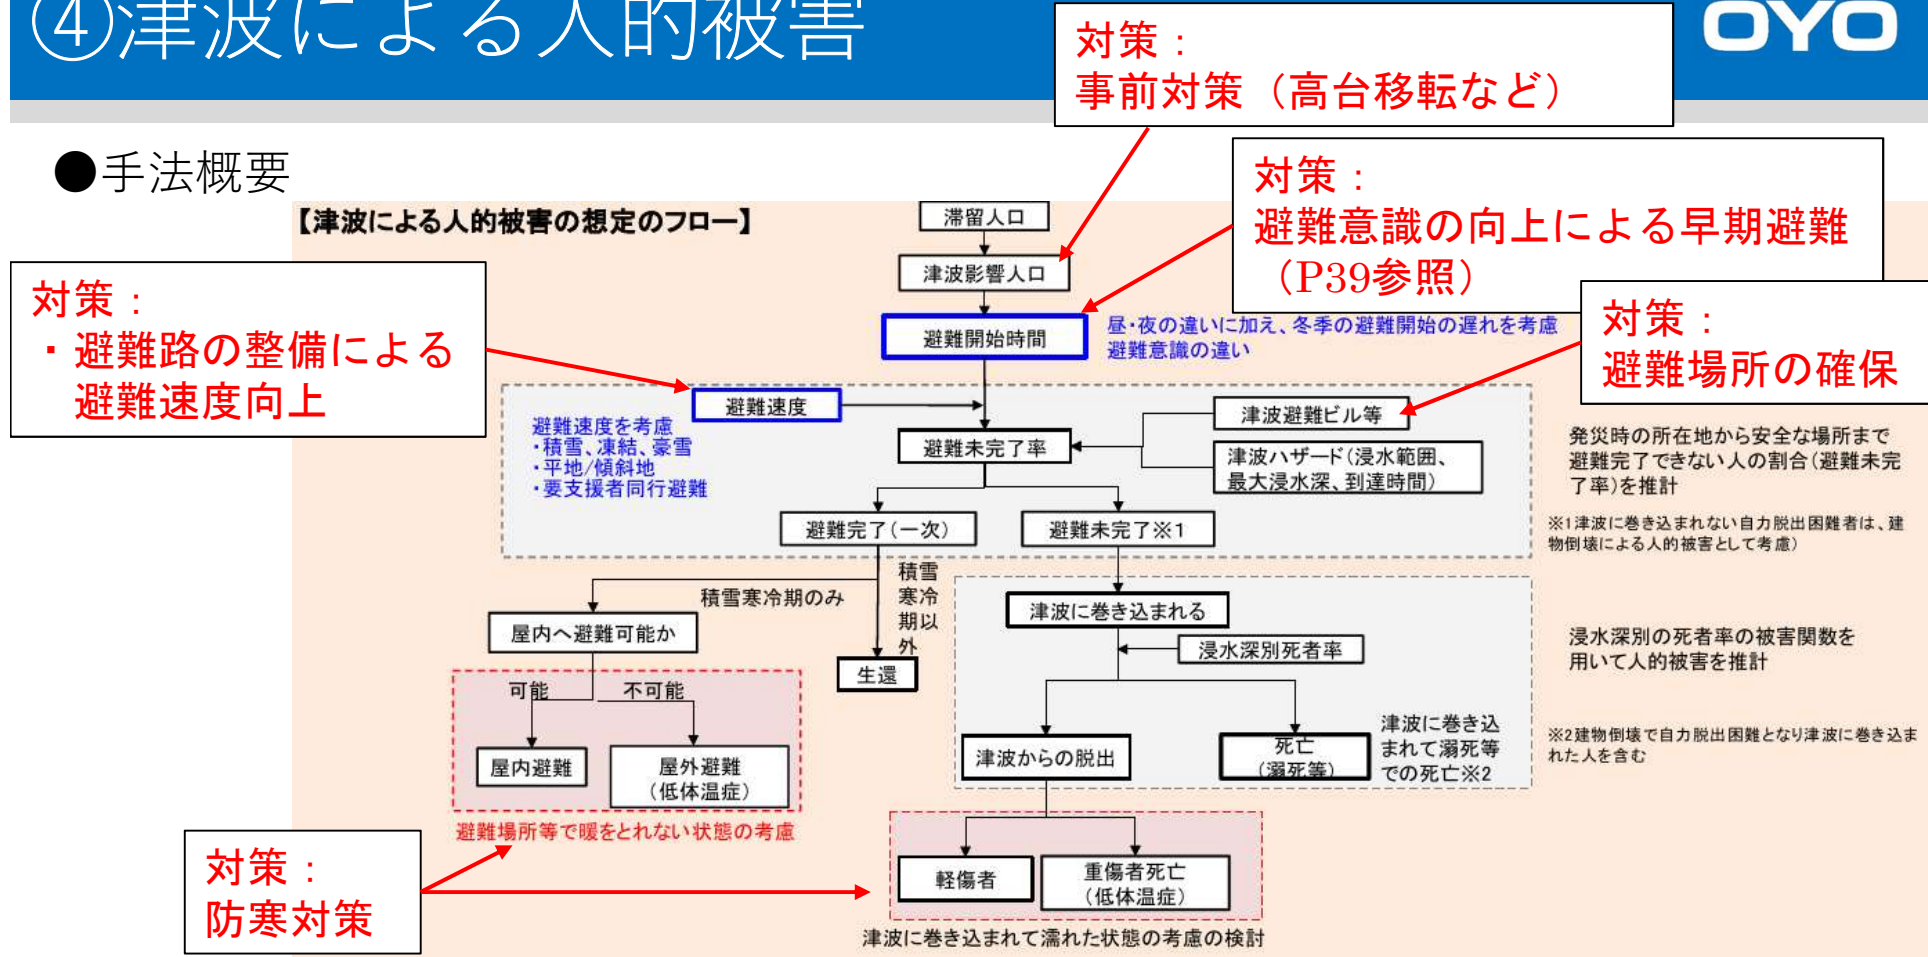 ④津波による人的被害
OYO
対策：
事前対策（高台移転など）
●手法概要
対策：
避難意識の向上による早期避難
（P39参照）
【津波による人的被害の想定のフロー】
滞留人口
津波影響人口
対策：
・避難路の整備による
避難速度向上
避難開始時間
昼・夜の違いに加え、冬季の避難開始の遅れを考慮
避難意識の違い
対策：
避難場所の確保
避難速度
避難速度を考慮
・積雪、凍結、豪雪
・平地/傾斜地
・要支援者同行避難
津波避難ビル等
避難未完了率
津波ハザード（浸水範囲、
最大浸水深、到達時間）
発災時の所在地から安全な場所まで
避難完了できない人の割合（避難未完
了率）を推計
避難完了（一次）
避難未完了※1
※1津波に巻き込まれない自力脱出困難者は、建
物倒壊による人的被害として考慮）
積雪寒冷期のみ
積雪
寒冷
期以
外
屋内へ避難可能か
生還
津波に巻き込まれる
浸水深別死者率
浸水深別の死者率の被害関数を
用いて人的被害を推計
可能
不可能
屋内避難
屋外避難
（低体温症）
避難場所等で暖をとれない状態の考慮
津波からの脱出
死亡
（溺死等）
津波に巻き込
まれて溺死等
での死亡※2
※2建物倒壊で自力脱出困難となり津波に巻き込ま
れた人を含む
対策：
防寒対策
軽傷者
重傷者死亡
（低体温症）
津波に巻き込まれて濡れた状態の考慮の検討